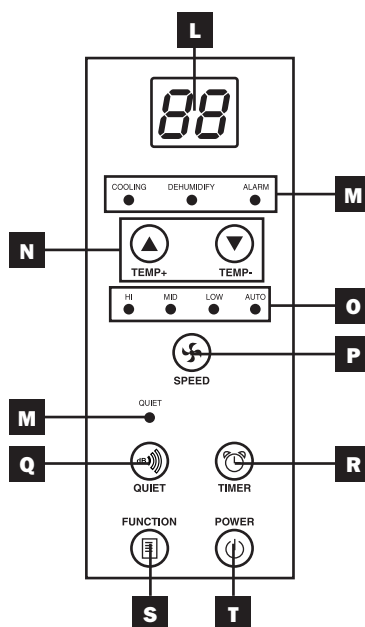 L
88
COOLING DEHUMIDIFY ALARM
M
N
TEMP+ TEMP-
HI MID LOW AUTO
O
P
SPEED
QUIET
M
Q
dB
R
QUIET TIMER
FUNCTION POWER
S T